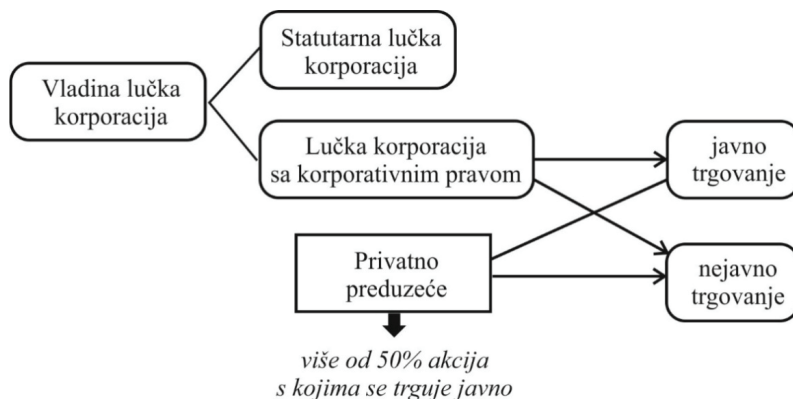 Statutarna lučka
korporacija
Vladina lučka
korporacija
Lučka korporacija
sa korporativnim pravom
javno
trgovanje
Privatno
preduzeće
nejavno
trgovanje
više od 50% akcija
s kojima se trguje javno